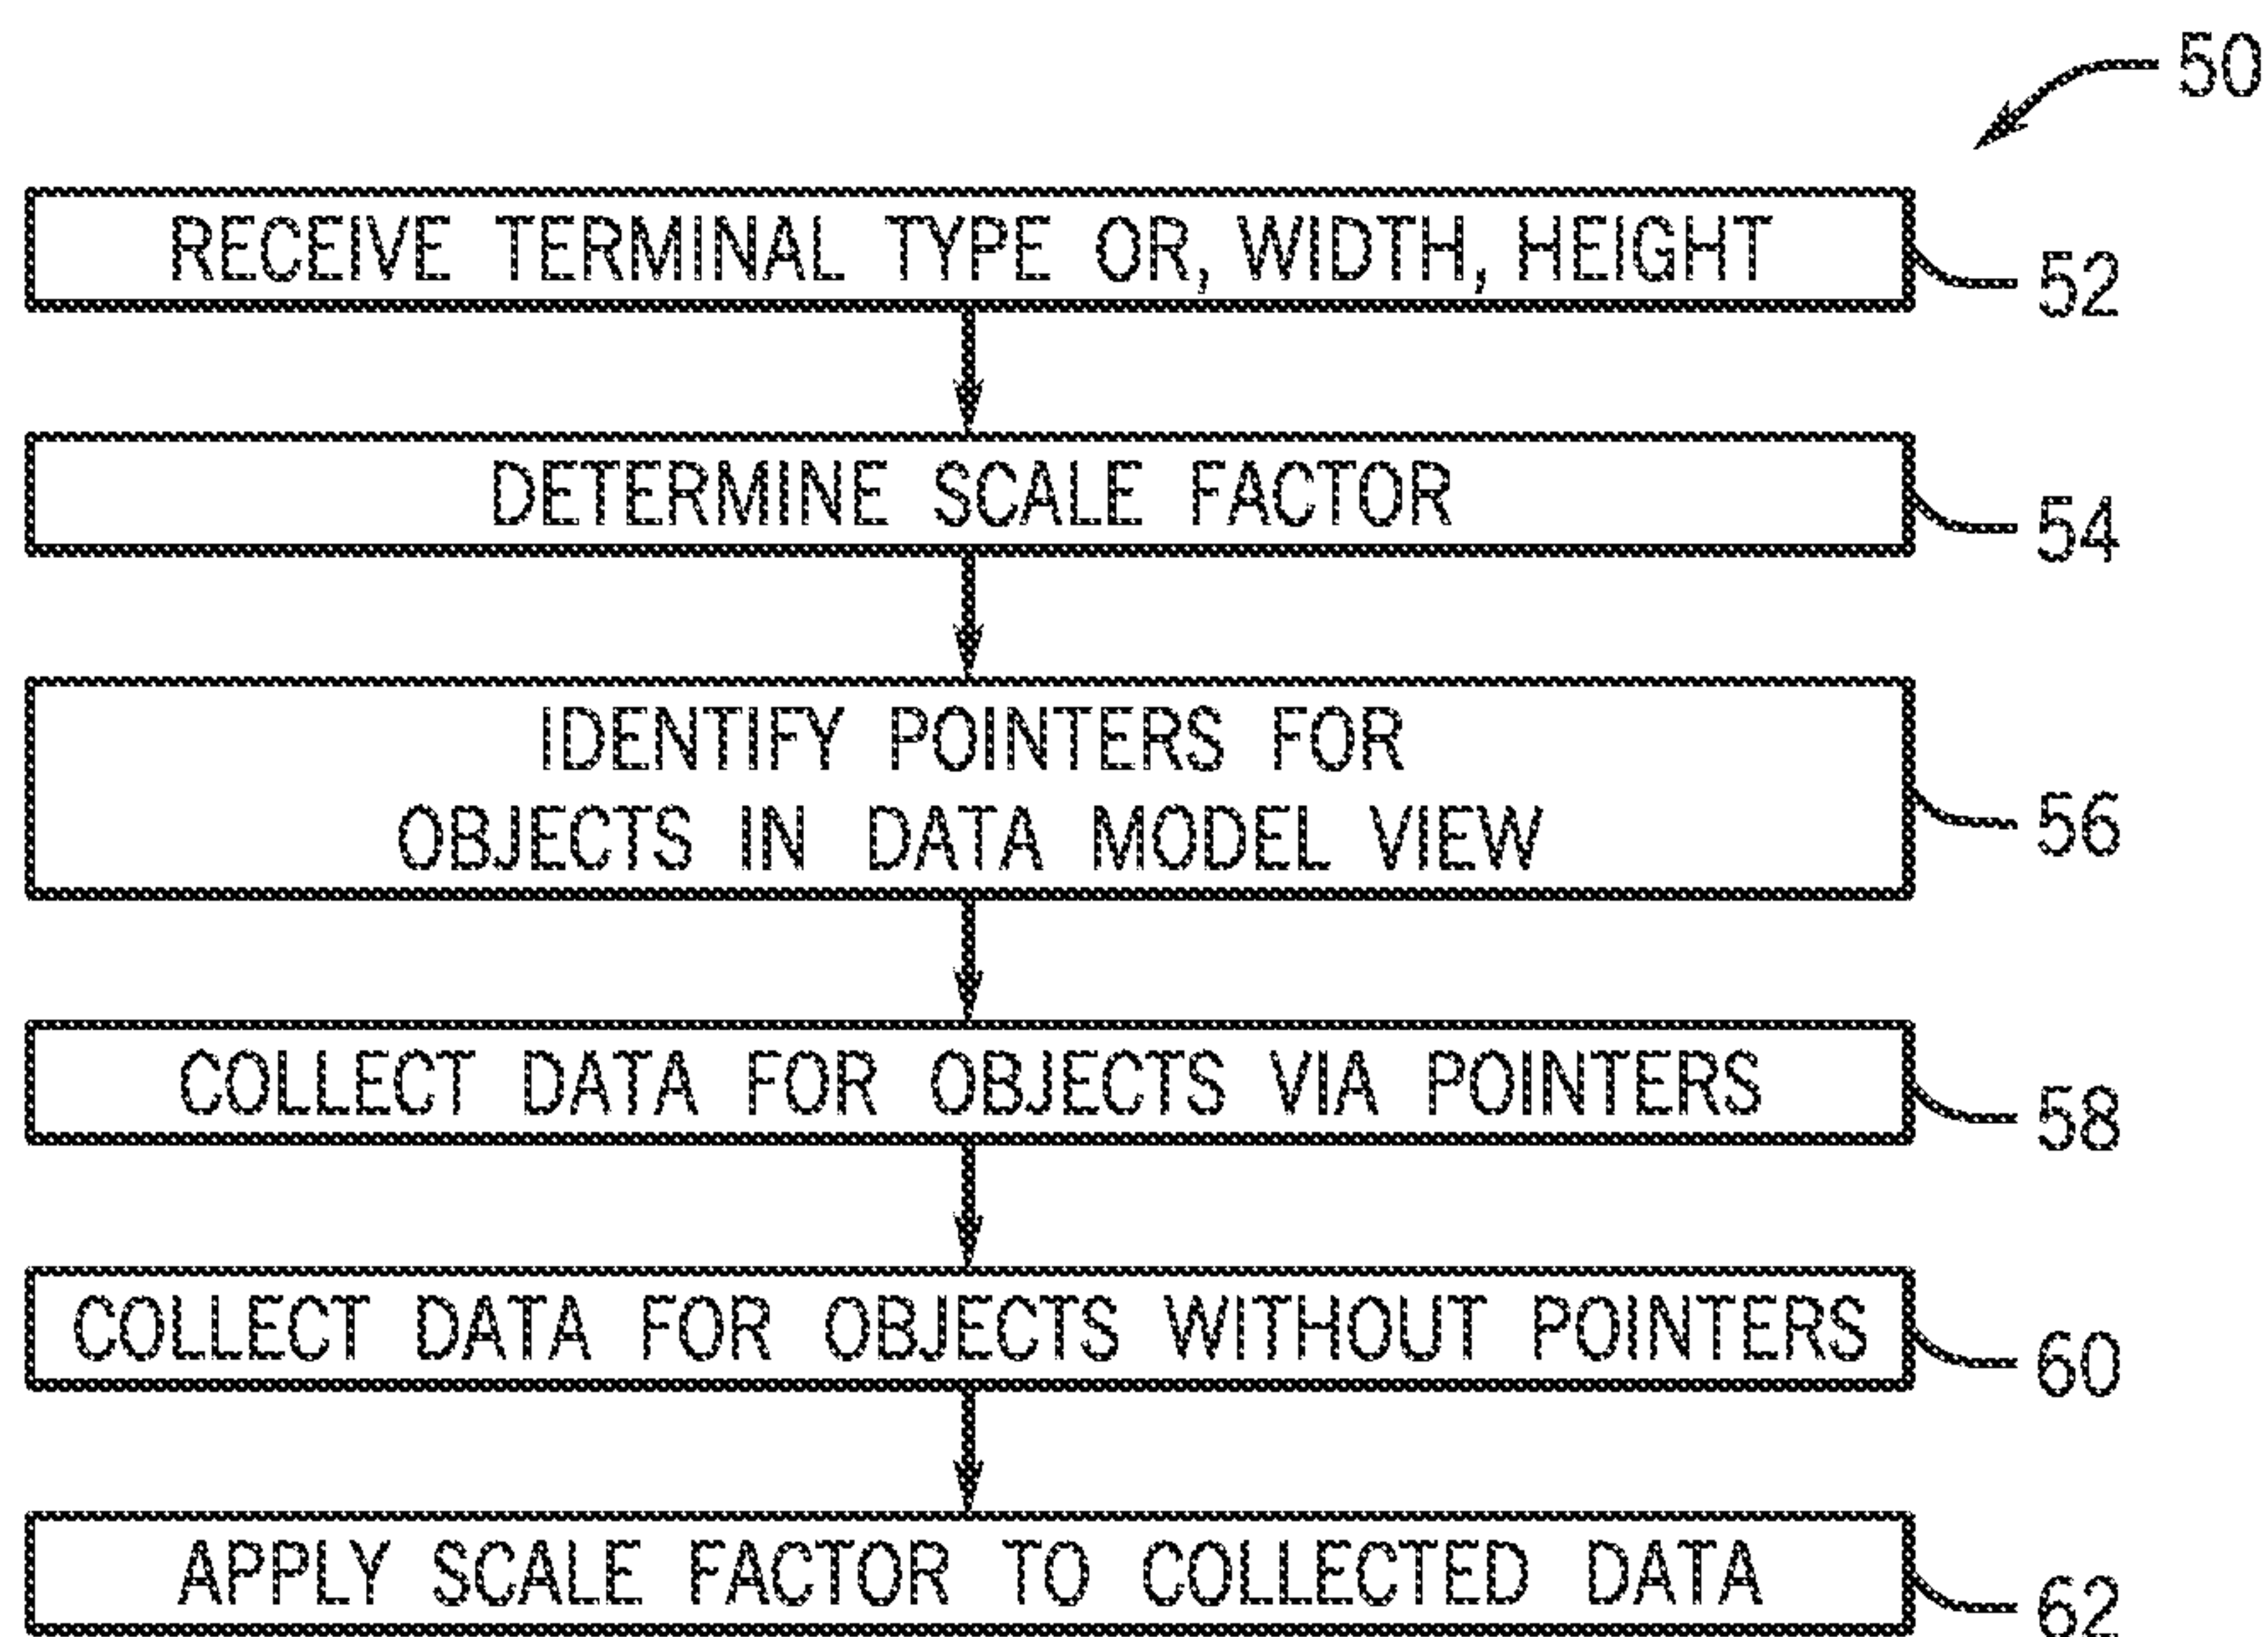 50
RECEIVE TERMINAL TYPE OR, WIDTH, HEIGHT
52
DETERMINE SCALE FACTOR
54
IDENTIFY POINTERS FOR
OBJECTS IN DATA MODEL VIEW
56
COLLECT DATA FOR OBJECTS VIA POINTERS
58
COLLECT DATA FOR OBJECTS WITHOUT POINTERS
60
APPLY SCALE FACTOR TO COLLECTED DATA
62